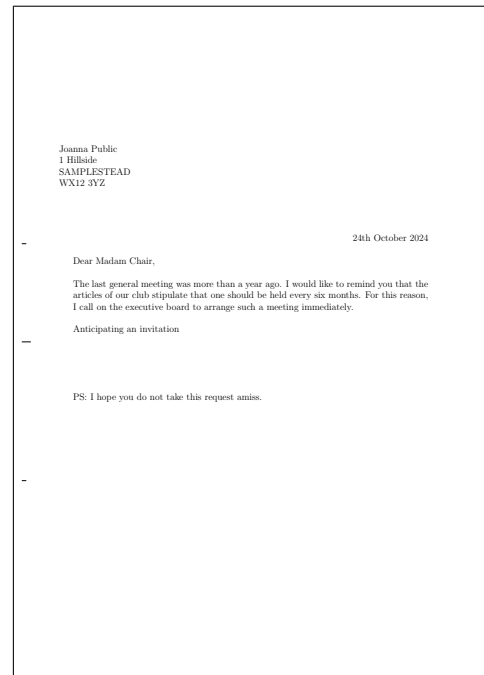 Joanna Public
1 Hillside
SAMPLESTEAD
WX12 3YZ
24th October 2024
Dear Madam Chair,
The last general meeting was more than a year ago. I would like to remind you that the
articles of our club stipulate that one should be held every six months. For this reason,
I call on the executive board to arrange such a meeting immediately.
Anticipating an invitation
PS: I hope you do not take this request amiss.